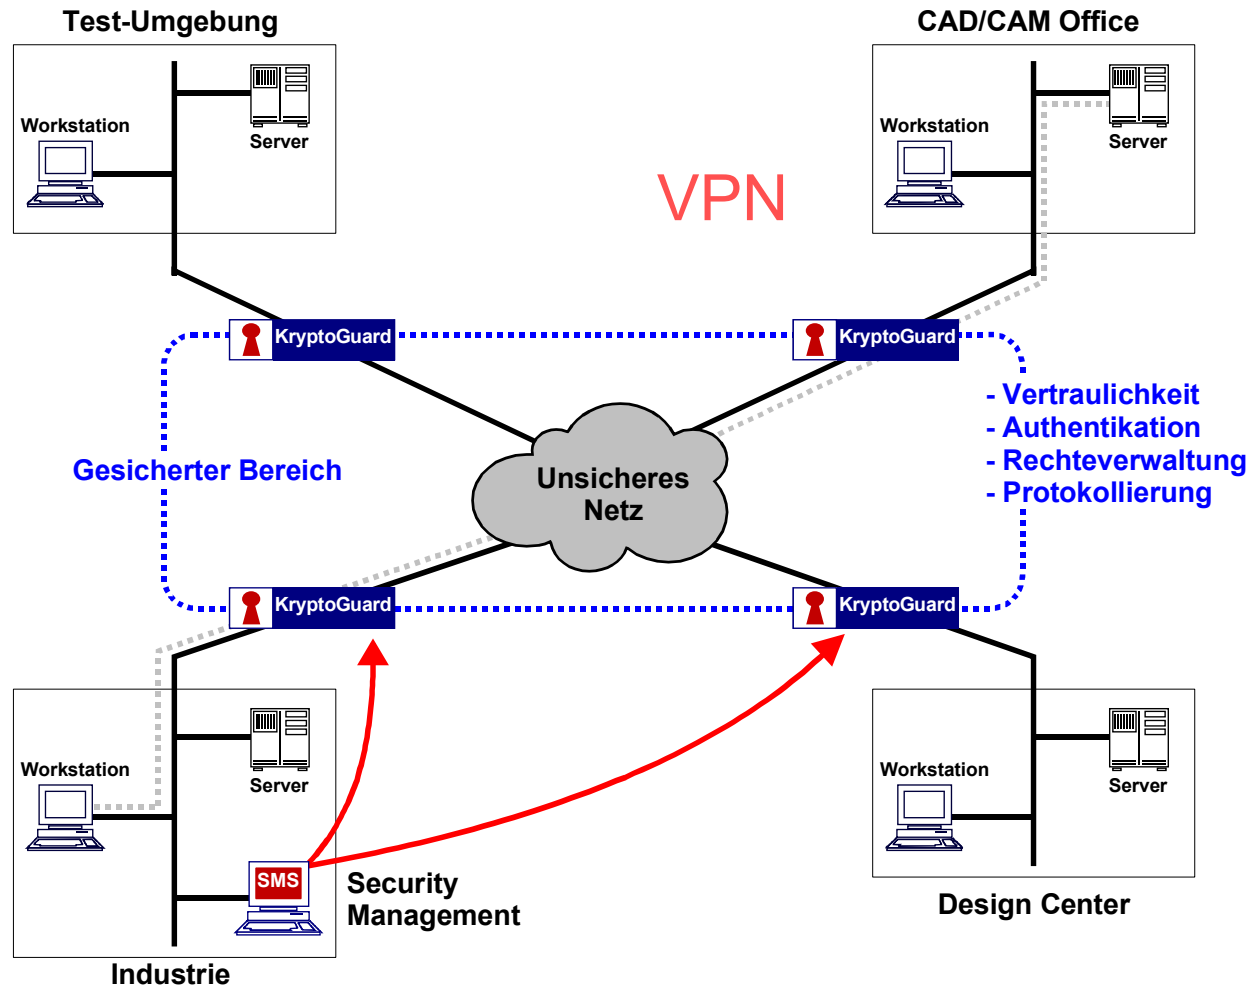 Test-Umgebung
CAD/CAM Office
Workstation
Server
Workstation
Server
VPN
KryptoGuard
KryptoGuard
- Vertraulichkeit
- Authentikation
- Rechteverwaltung
- Protokollierung
Gesicherter Bereich
Unsicheres
Netz
KryptoGuard
KryptoGuard
Workstation
Server
Workstation
Server
SMS
Security
Management
Design Center
Industrie